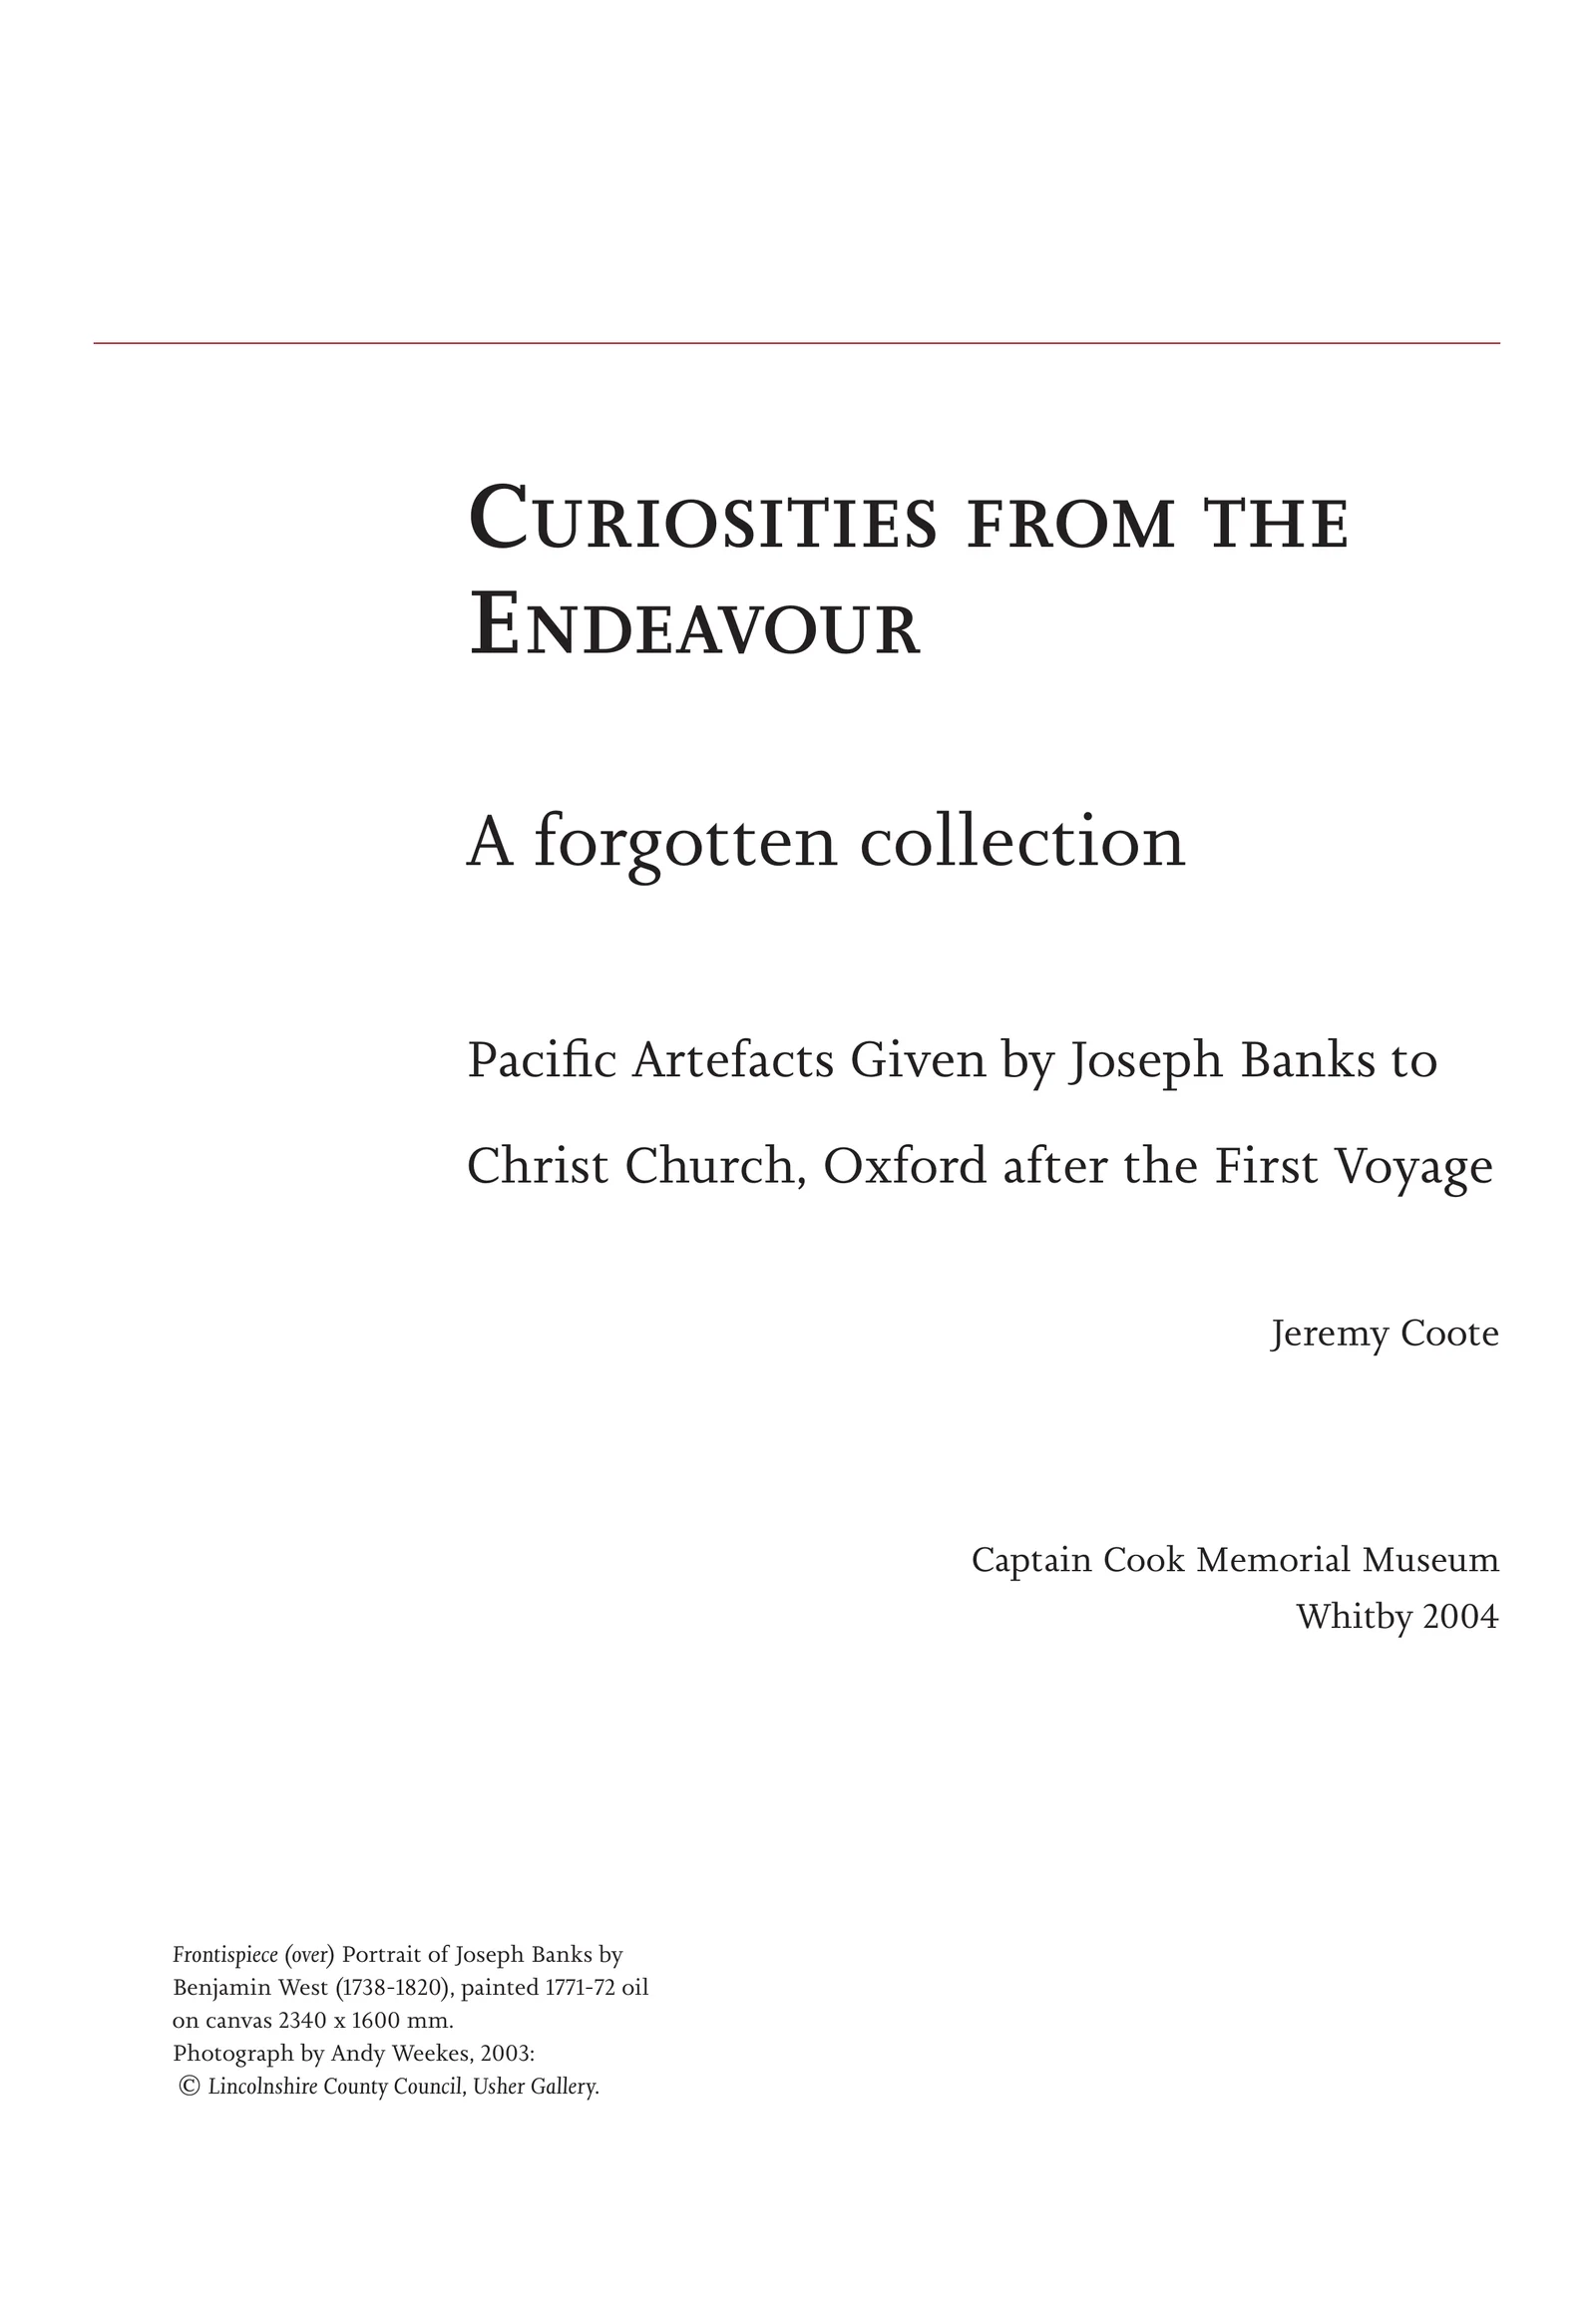 Curiosities from the
Endeavour
A forgotten collection
Pacific Artefacts Given by Joseph Banks to
Christ Church, Oxford after the First Voyage
Jeremy Coote
Captain Cook Memorial Museum
Whitby 2004
Frontispiece (over) Portrait of Joseph Banks by
Benjamin West (1738-1820), painted 1771-72 oil
on canvas 2340 x 1600 mm.
Photograph by Andy Weekes, 2003:
© Lincolnshire County Council, Usher Gallery.